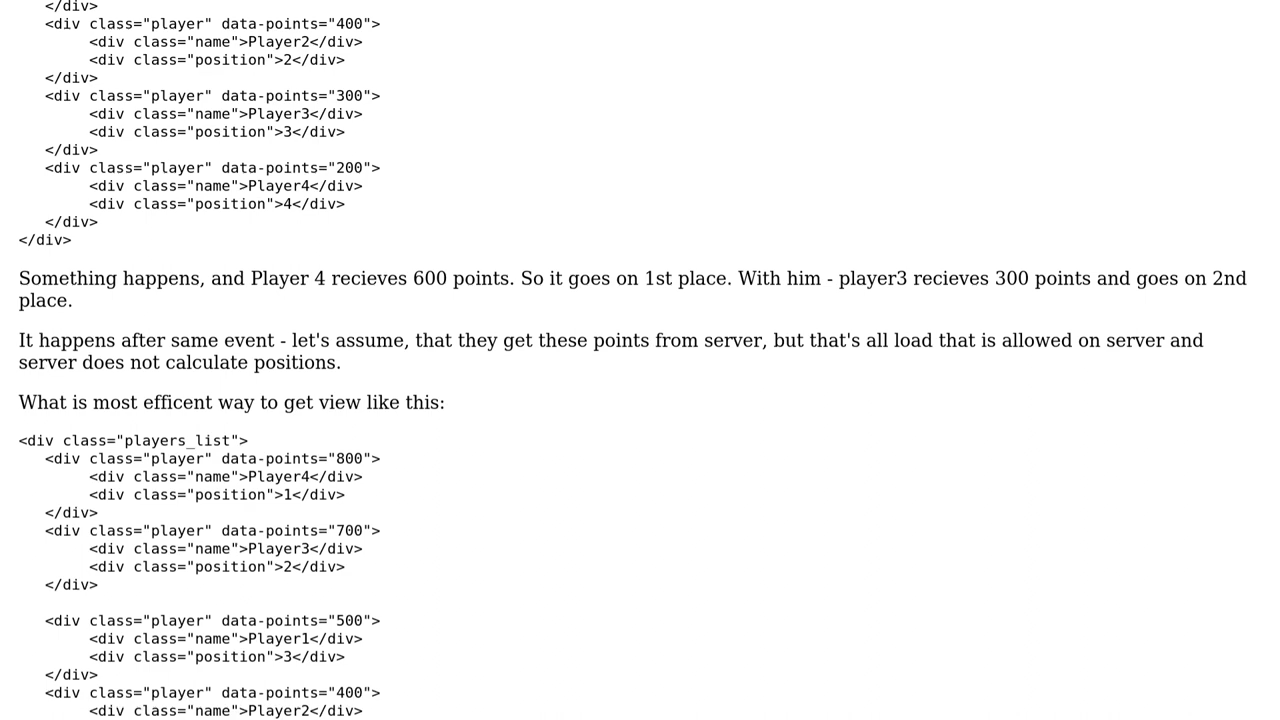 </div>
<div class="player" data-points="400">
<div class="name">Player2</div>
<div class="position">2</div>
</div>
<div class="player" data-points="300">
<div class="name">Player3</div>
<div class="position">3</div>
</div>
<div class="player" data-points="200">
<div class="name">Player4</div>
<div class="position">4</div>
</div>
</div>
Something happens, and Player 4 recieves 600 points. So it goes on 1st place. With him - player3 recieves 300 points and goes on 2nd
place.
It happens after same event - let's assume, that they get these points from server, but that's all load that is allowed on server and
server does not calculate positions.
What is most efficent way to get view like this:
<div class="players_list">
<div class="player" data-points="800">
<div class="name">Player4</div>
<div class="position">1</div>
</div>
<div class="player" data-points="700">
<div class="name">Player3</div>
<div class="position">2</div>
</div>
<div class="player" data-points="500">
<div class="name">Player1</div>
<div class="position">3</div>
</div>
<div class="player" data-points="400">
<div class="name">Player2</div>